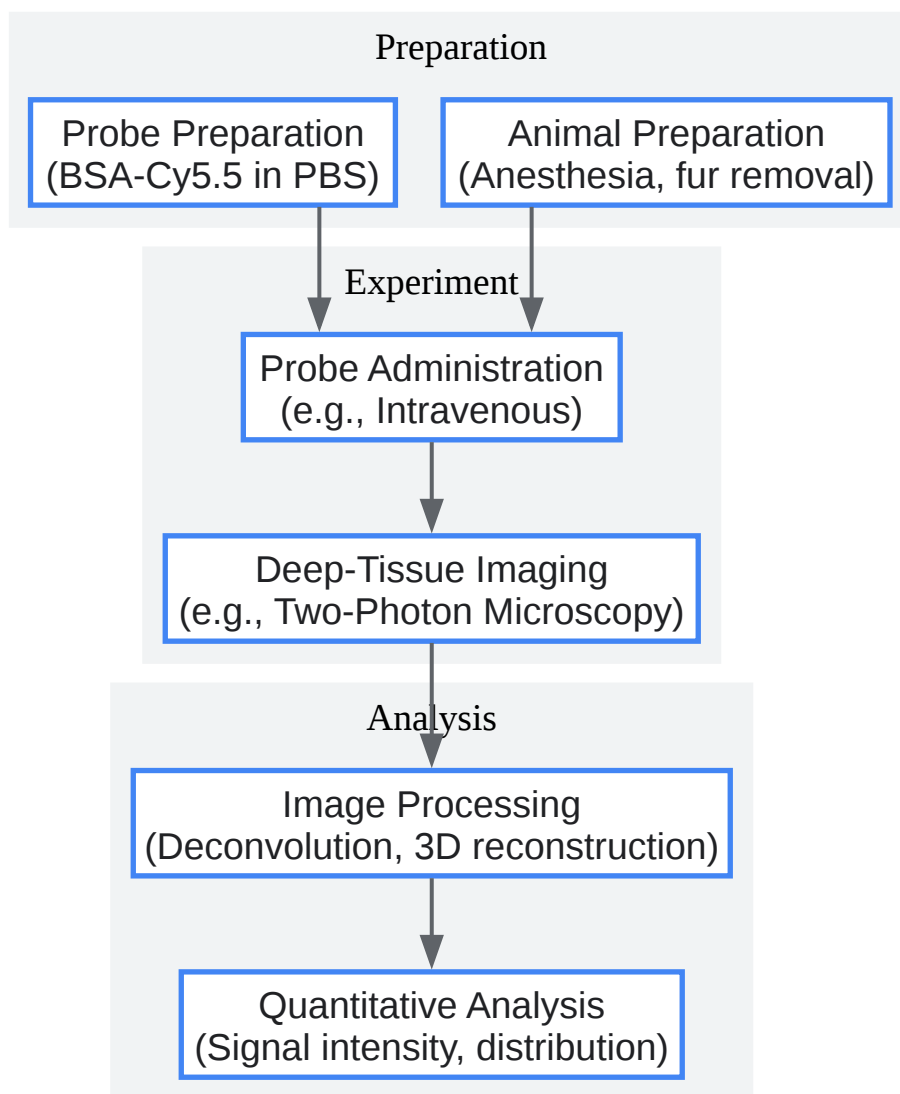 Preparation
Probe Preparation
(BSA-Cy5.5 in PBS)
Animal Preparation
(Anesthesia, fur removal)
Experiment
Probe Administration
(e.g., Intravenous)
Deep-Tissue Imaging
(e.g., Two-Photon Microscopy)
Analysis
Image Processing
(Deconvolution, 3D reconstruction)
Quantitative Analysis
(Signal intensity, distribution)